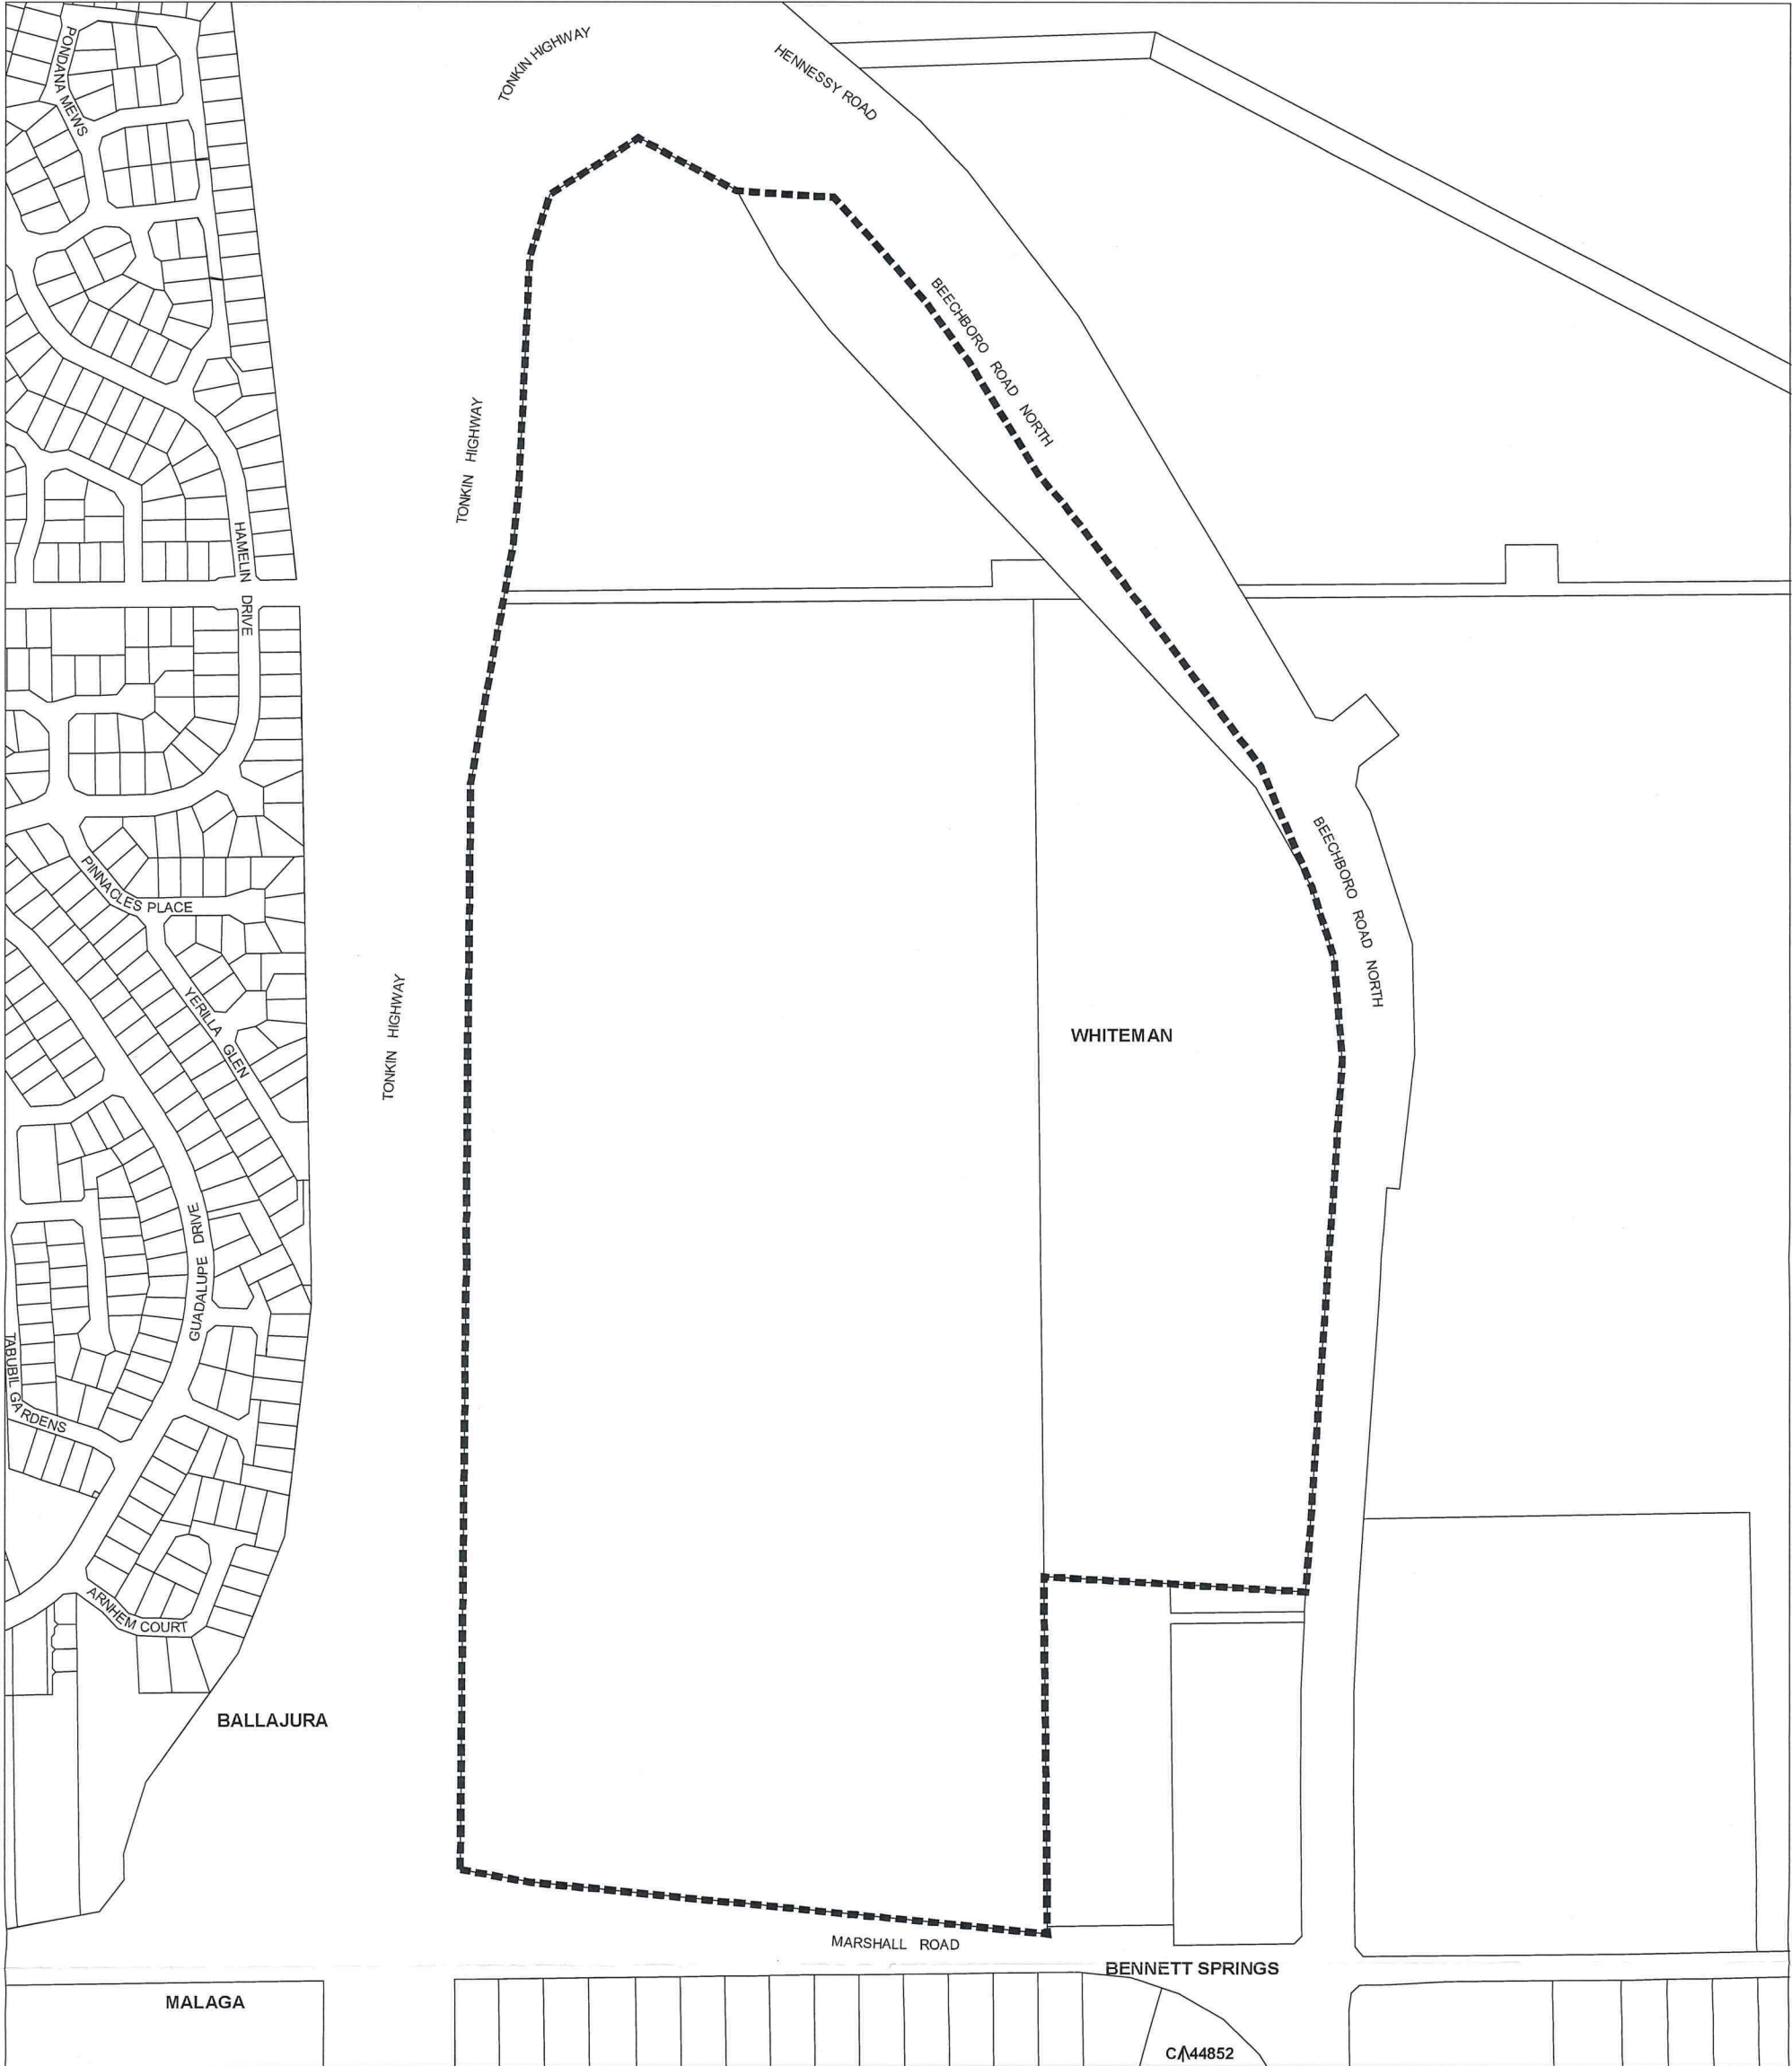 TONKIN HIGHWAY
HENNESSY ROAD
PONDANA MEWS
BEECHBORO ROAD NORTH
TONKIN HIGHWAY
HAMELIN DRIVE
BEECHBORO ROAD NORTH
PINNACLES PLACE
TONKIN HIGHWAY
YERILLA GLEN
WHITEMAN
GUADALUPE DRIVE
TABUBIL GARDENS
ARNHEM COURT
BALLAJURA
MARSHALL ROAD
BENNETT SPRINGS
MALAGA